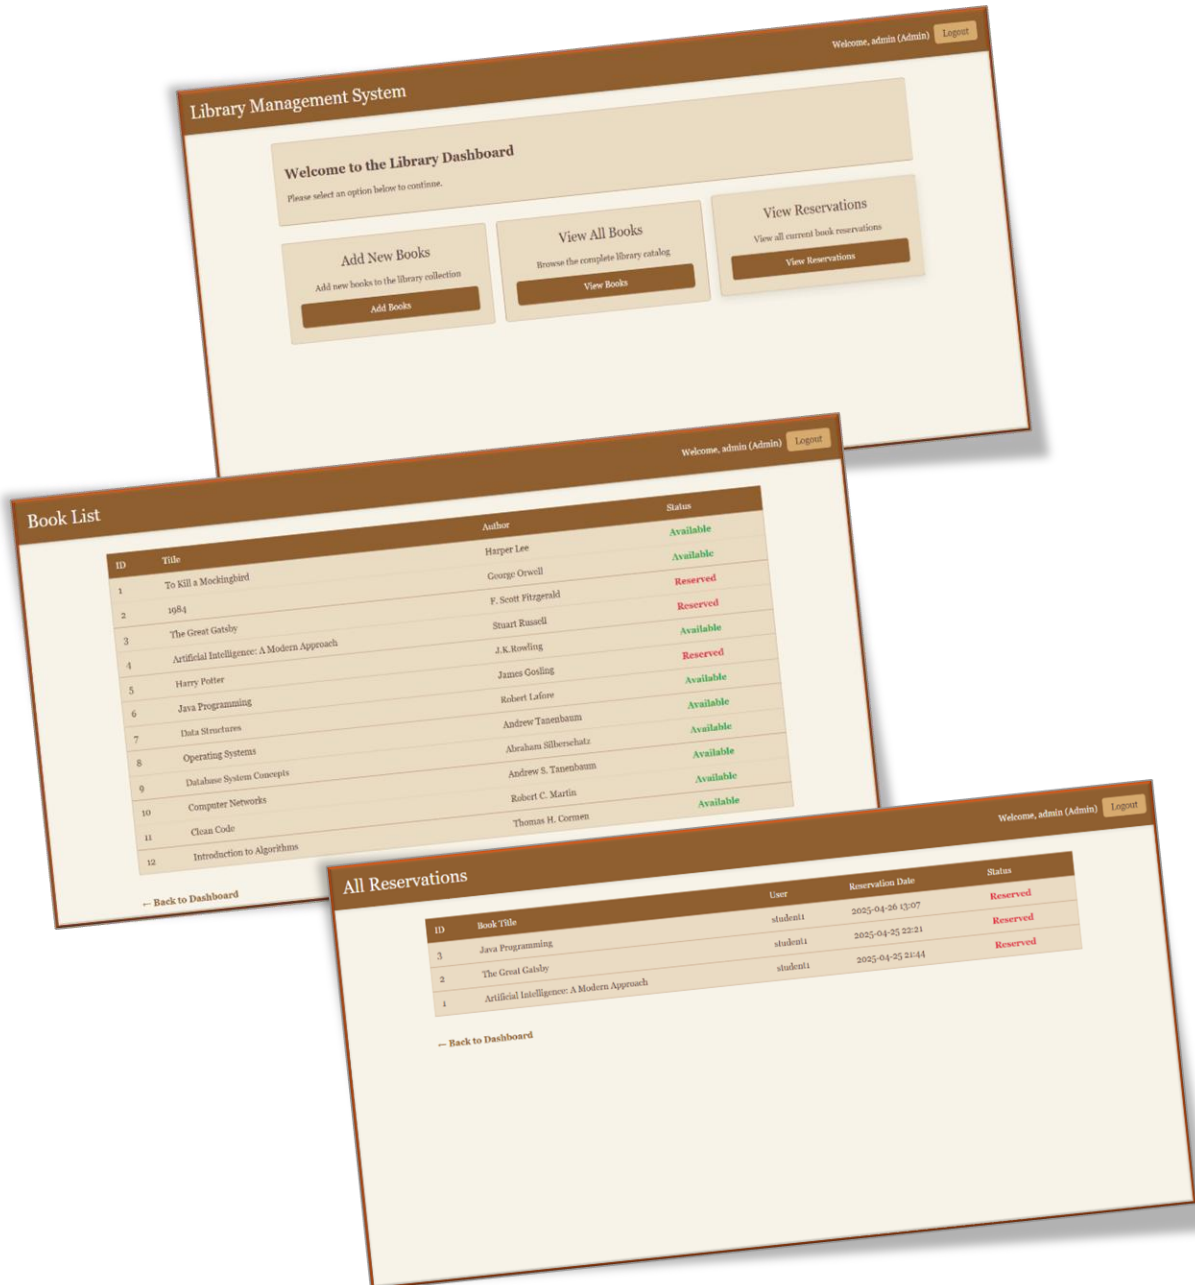 Library Management System
Welcome, admin (Admin) Logout
Welcome to the Library Dashboard
Please select an option below to continue.
Add New Books
Add new books to the library collection
Add Books
View All Books
Browse the complete library catalog
View Books
View Reservations
View all current book reservations
View Reservations
Book List
Welcome, admin (Admin) Logout
ID Title Author Status
1 To Kill a Mockingbird Harper Lee Available
2 1984 George Orwell Available
3 The Great Gatsby F. Scott Fitzgerald Reserved
4 Artificial Intelligence: A Modern Approach Stuart Russell Reserved
5 Harry Potter J.K.Rowling Available
6 Java Programming James Gosling Reserved
7 Data Structures Robert Lafore Available
8 Operating Systems Andrew Tanenbaum Available
9 Database System Concepts Abraham Silberschatz Available
10 Computer Networks Andrew S. Tanenbaum Available
11 Clean Code Robert C. Martin Available
12 Introduction to Algorithms Thomas H. Cormen Available
← Back to Dashboard
All Reservations
Welcome, admin (Admin) Logout
ID Book Title User Reservation Date Status
3 Java Programming student1 2025-04-26 13:07 Reserved
2 The Great Gatsby student1 2025-04-25 22:21 Reserved
1 Artificial Intelligence: A Modern Approach student1 2025-04-25 21:44 Reserved
← Back to Dashboard